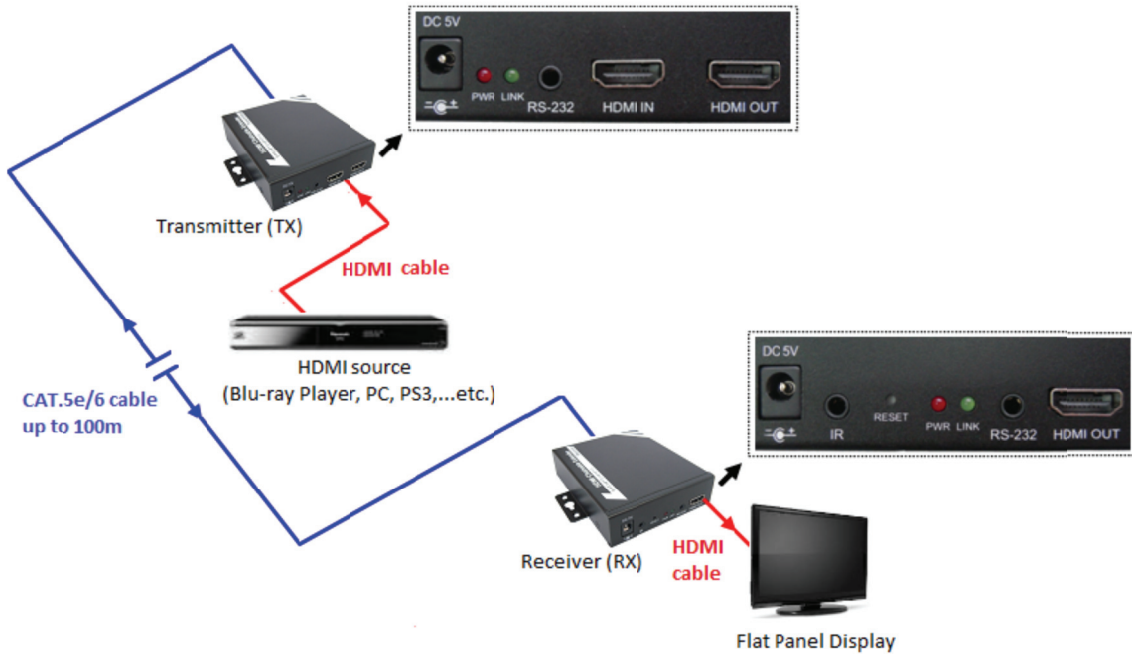 DC 5V
PWR LINK RS-232 HDMI IN HDMI OUT
Transmitter (TX)
HDMI cable
HDMI source
(Blu-ray Player, PC, PS3,...etc.)
CAT.5e/6 cable
up to 100m
DC 5V
IR RESET PWR LINK RS-232 HDMI OUT
Receiver (RX)
HDMI
cable
Flat Panel Display